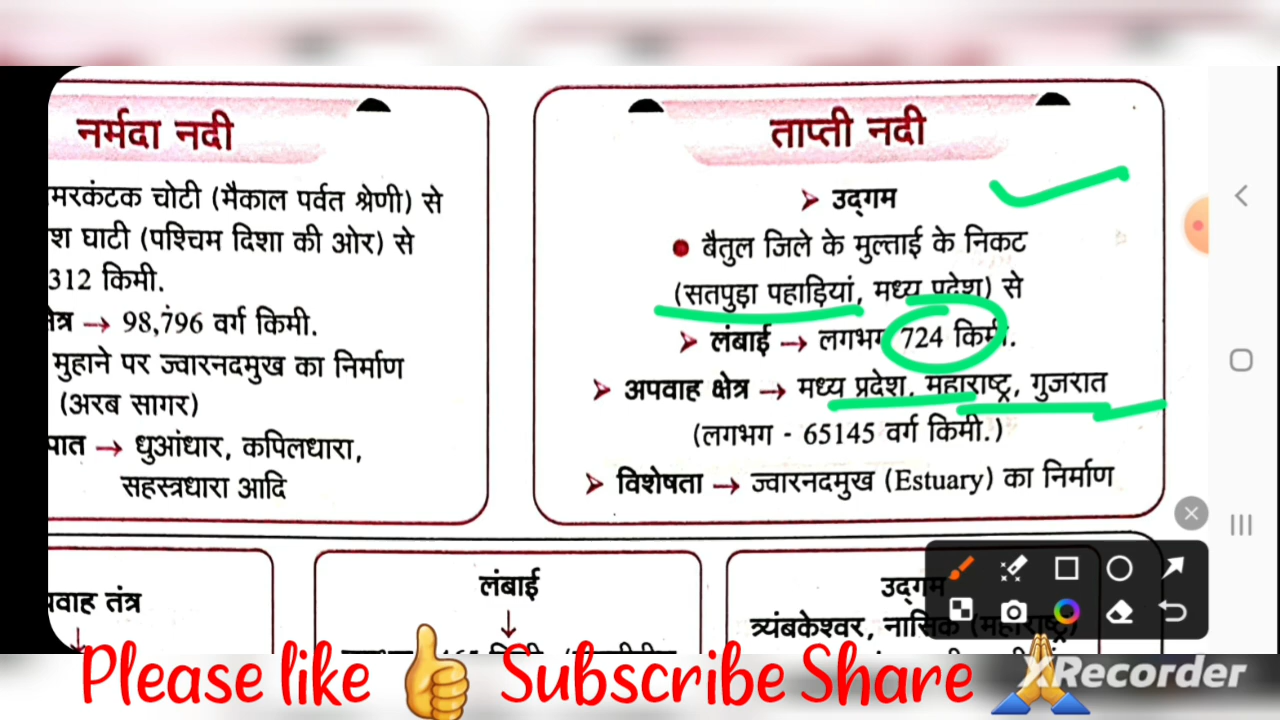 नर्मदा नदी
मरकंटक चोटी (मैकाल पर्वत श्रेणी) से
श घाटी (पश्चिम दिशा की ओर) से
312 किमी.
→ 98,796 वर्ग किमी.
मुहाने पर ज्वारनदमुख का निर्माण
(अरब सागर)
पात → धुआंधार, कपिलधारा,
सहस्त्रधारा आदि
ताप्ती नदी
➤ उद्गम
● बैतुल जिले के मुल्ताई के निकट
(सतपुड़ा पहाड़ियां, मध्य प्रदेश) से
➤ लंबाई → लगभग 724 किमी.
➤ अपवाह क्षेत्र → मध्य प्रदेश, महाराष्ट्र, गुजरात
(लगभग - 65145 वर्ग किमी.)
➤ विशेषता → ज्वारनदमुख (Estuary) का निर्माण
वाह तंत्र
↓
लंबाई
↓
उद्गम
त्र्यंबकेश्वर, नासिक (महाराष्ट्र)
Please like 👍 Subscribe Share 🙏
XRecorder